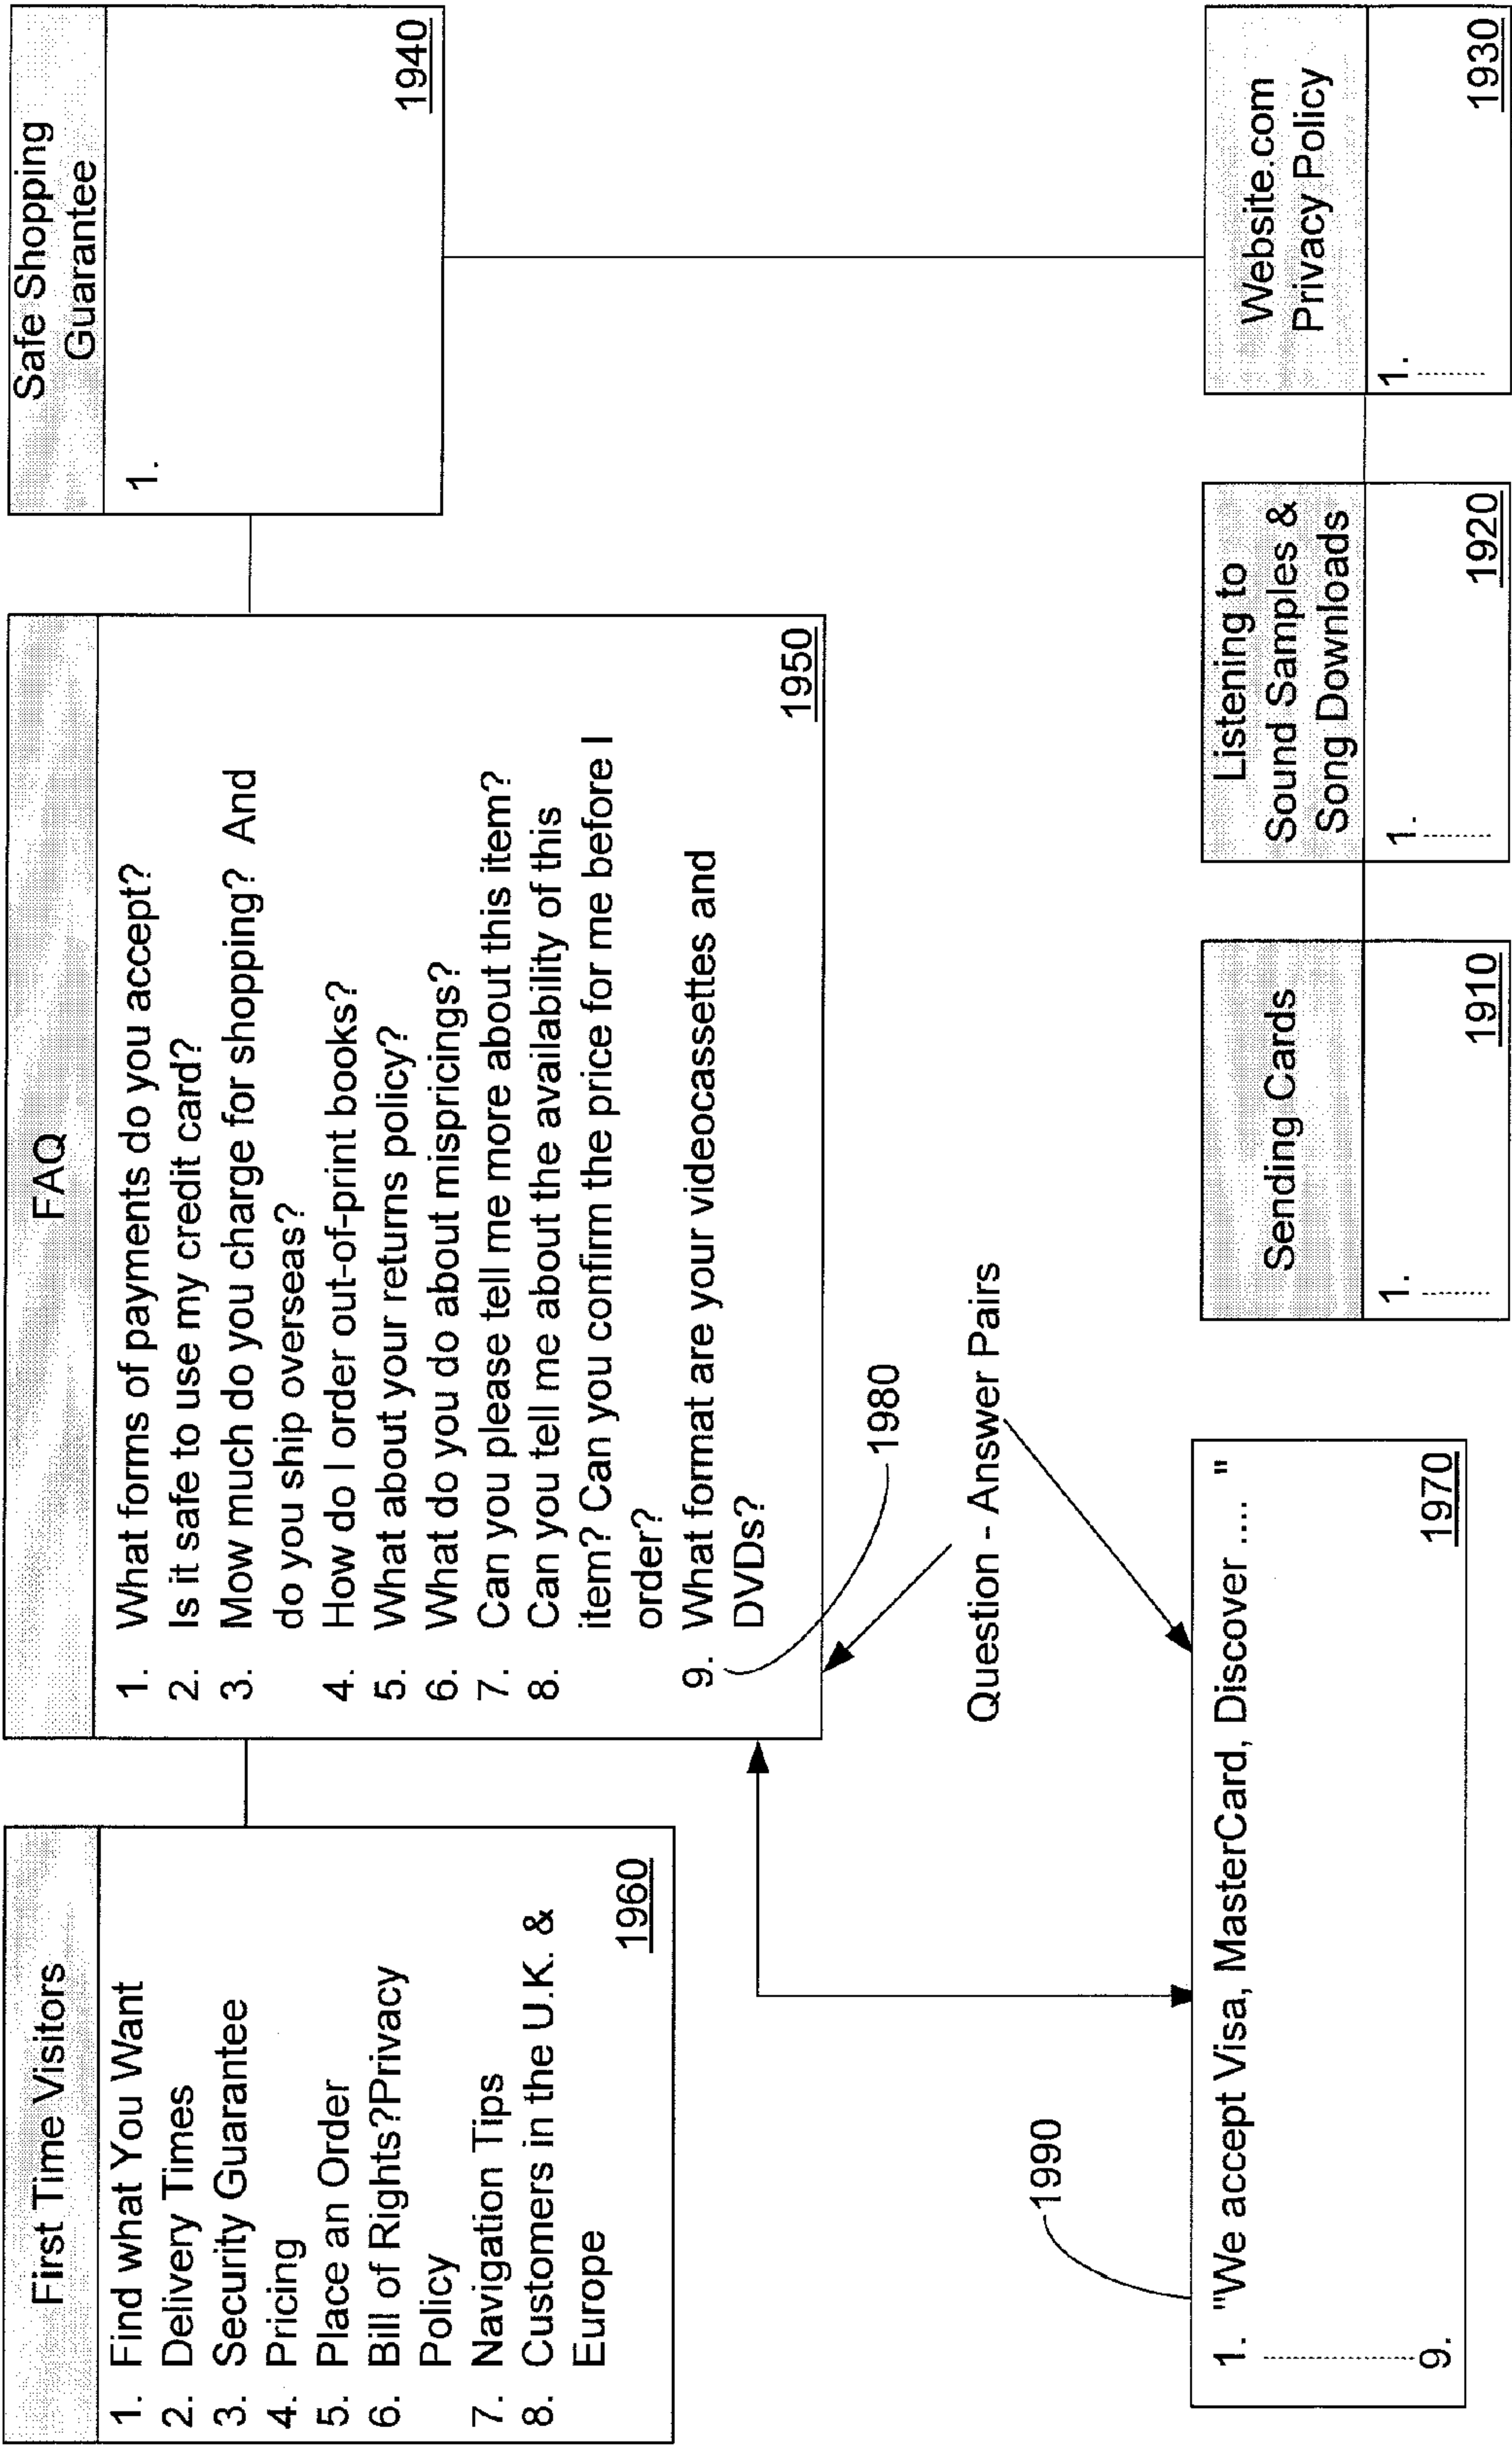 First Time Visitors
1. Find what You Want
2. Delivery Times
3. Security Guarantee
4. Pricing
5. Place an Order
6. Bill of Rights?Privacy
Policy
7. Navigation Tips
8. Customers in the U.K. &
Europe
1960
FAQ
1. What forms of payments do you accept?
2. Is it safe to use my credit card?
3. Mow much do you charge for shopping? And
do you ship overseas?
4. How do I order out-of-print books?
5. What about your returns policy?
6. What do you do about mispricings?
7. Can you please tell me more about this item?
8. Can you tell me about the availability of this
item? Can you confirm the price for me before I
order?
9. What format are your videocassettes and
DVDs?
1950
Safe Shopping
Guarantee
1.
1940
1980
Question - Answer Pairs
1990
1. "We accept Visa, MasterCard, Discover .... "
9.
1970
Sending Cards
1.
1910
Listening to
Sound Samples &
Song Downloads
1.
1920
Website.com
Privacy Policy
1.
1930